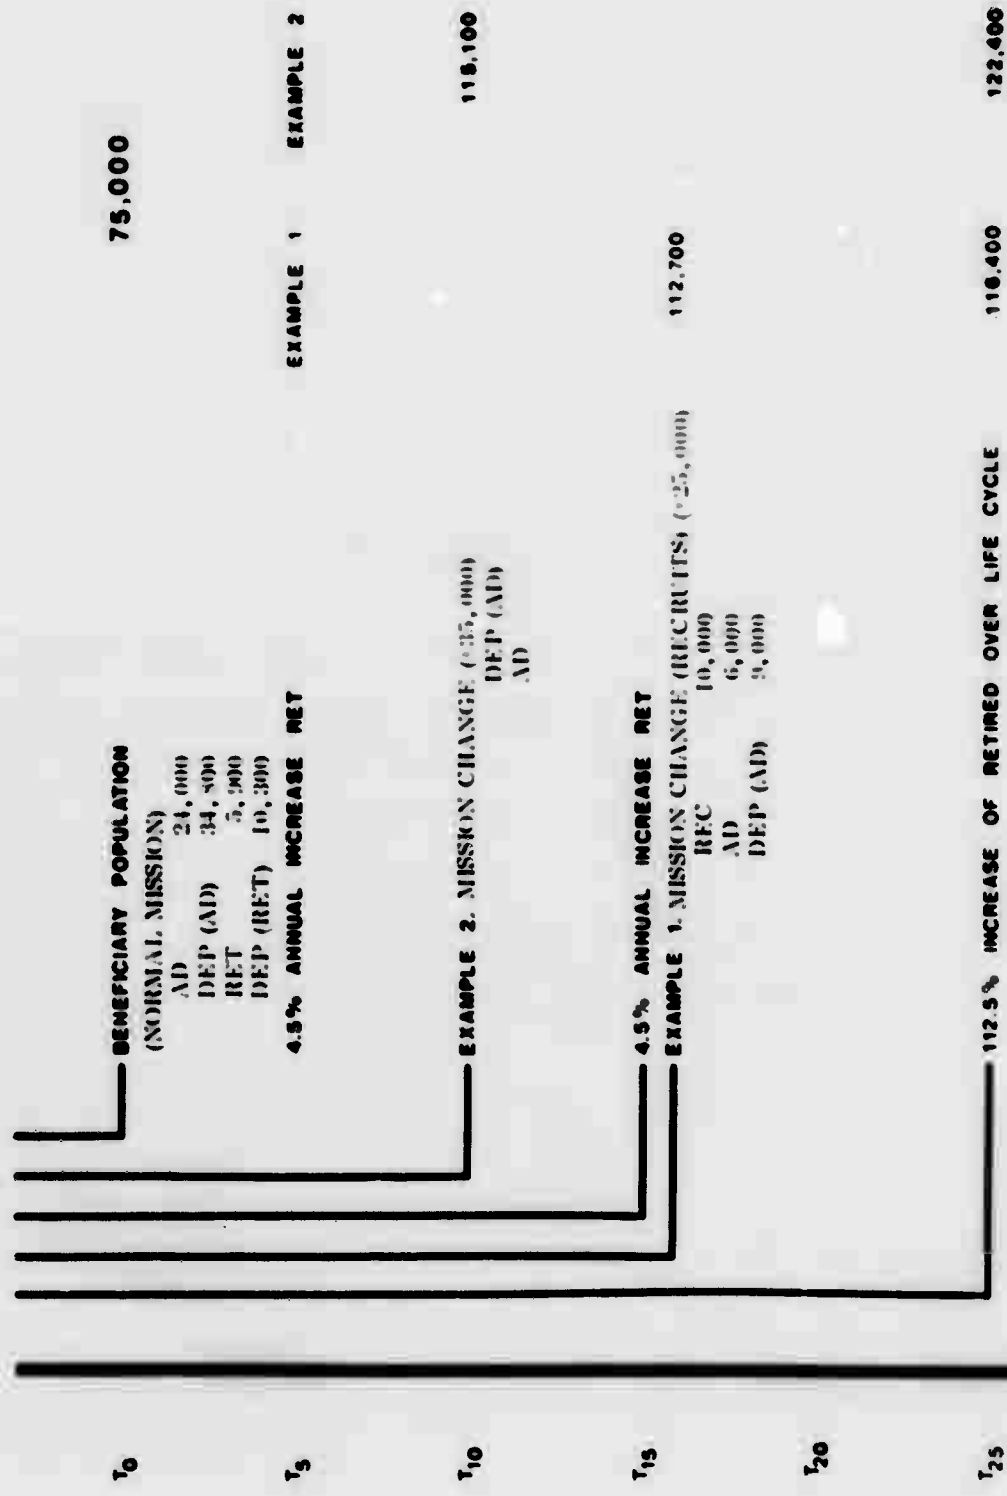 T0 BENEFICIARY POPULATION 75,000
(NORMAL MISSION)
AD 24,000
DEP (AD) 34,800
RET 5,900
DEP (RET) 10,300
T5 4.5% ANNUAL INCREASE RET EXAMPLE 1 EXAMPLE 2
T10 EXAMPLE 2. MISSION CHANGE (+35,000)
DEP (AD)
AD
T15 4.5% ANNUAL INCREASE RET
EXAMPLE 1. MISSION CHANGE (RECRUITS) (+25,000) 112,700
REC 10,000
AD 6,000
DEP (AD) 9,000
T20
T25 112.5% INCREASE OF RETIRED OVER LIFE CYCLE 116,400 122,400